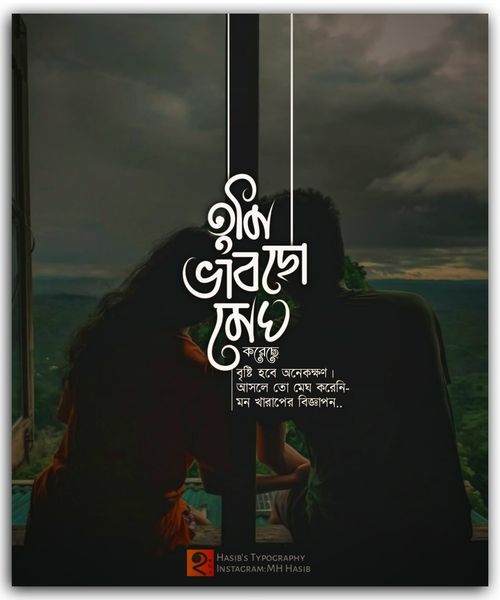 তুমি
ভাবছো
মেঘ
করেছে
বৃষ্টি হবে অনেকক্ষণ।
আসলে তো মেঘ করেনি-
মন খারাপের বিজ্ঞাপন..
Hasib's Typography
Instagram:MH Hasib